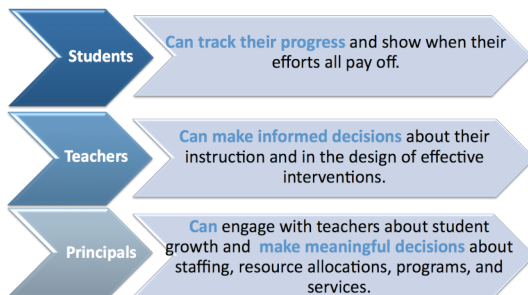 Students
Can track their progress and show when their
efforts all pay off.
Teachers
Can make informed decisions about their
instruction and in the design of effective
interventions.
Principals
Can engage with teachers about student
growth and make meaningful decisions about
staffing, resource allocations, programs, and
services.